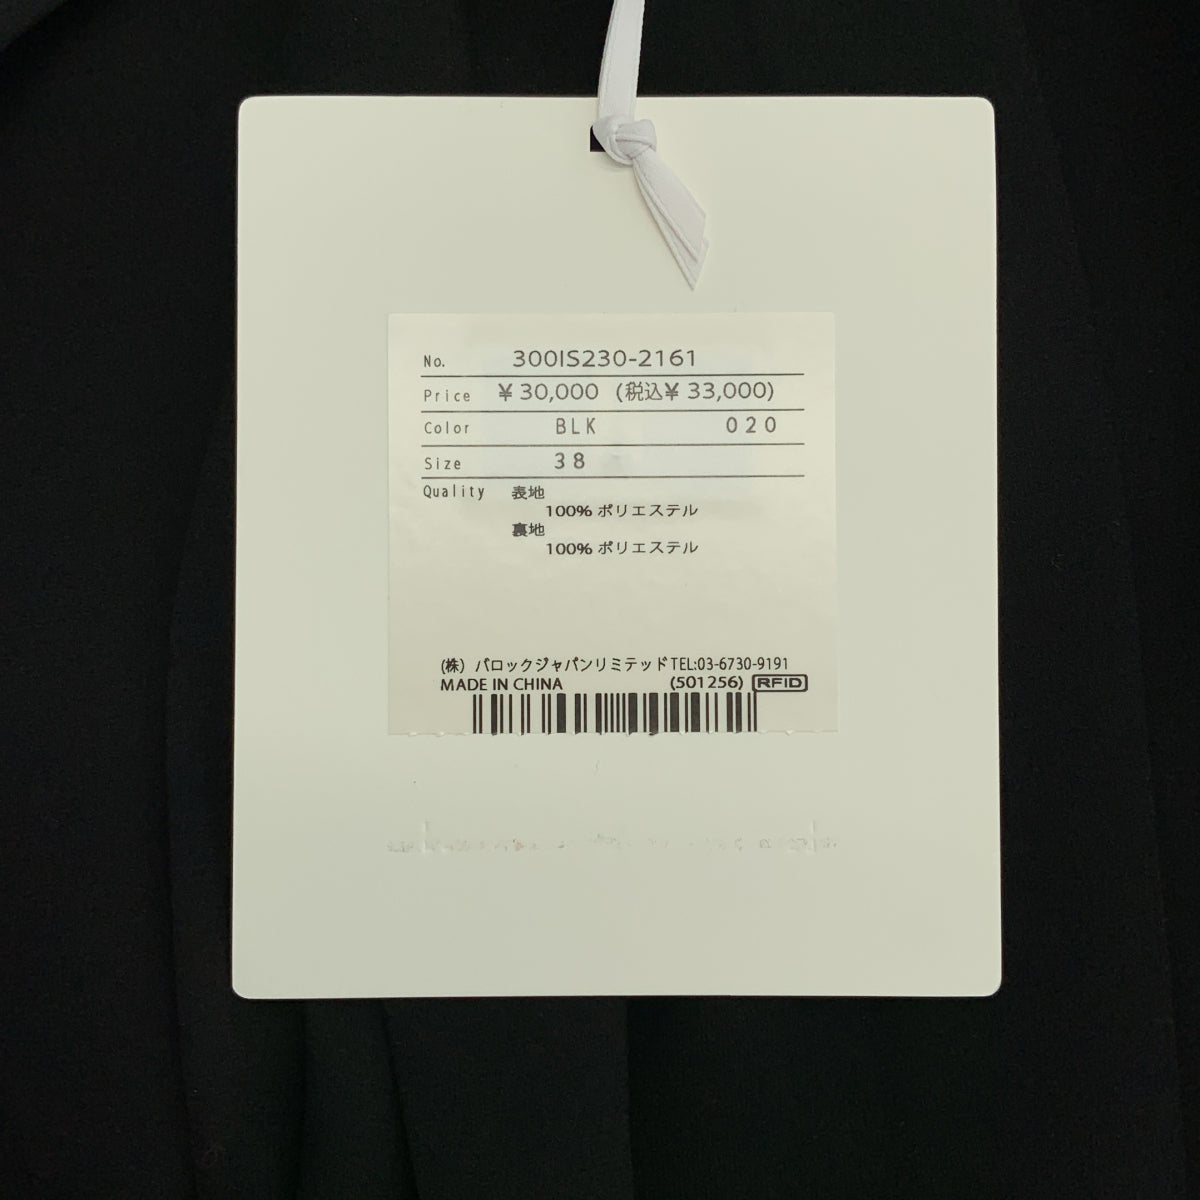 No. 300IS230-2161
Price ¥30,000 (税込¥ 33,000)
Color BLK 020
Size 38
Quality 表地
100% ポリエステル
裏地
100% ポリエステル
(株) バロックジャパンリミテッド TEL:03-6730-9191
MADE IN CHINA (501256) RFID